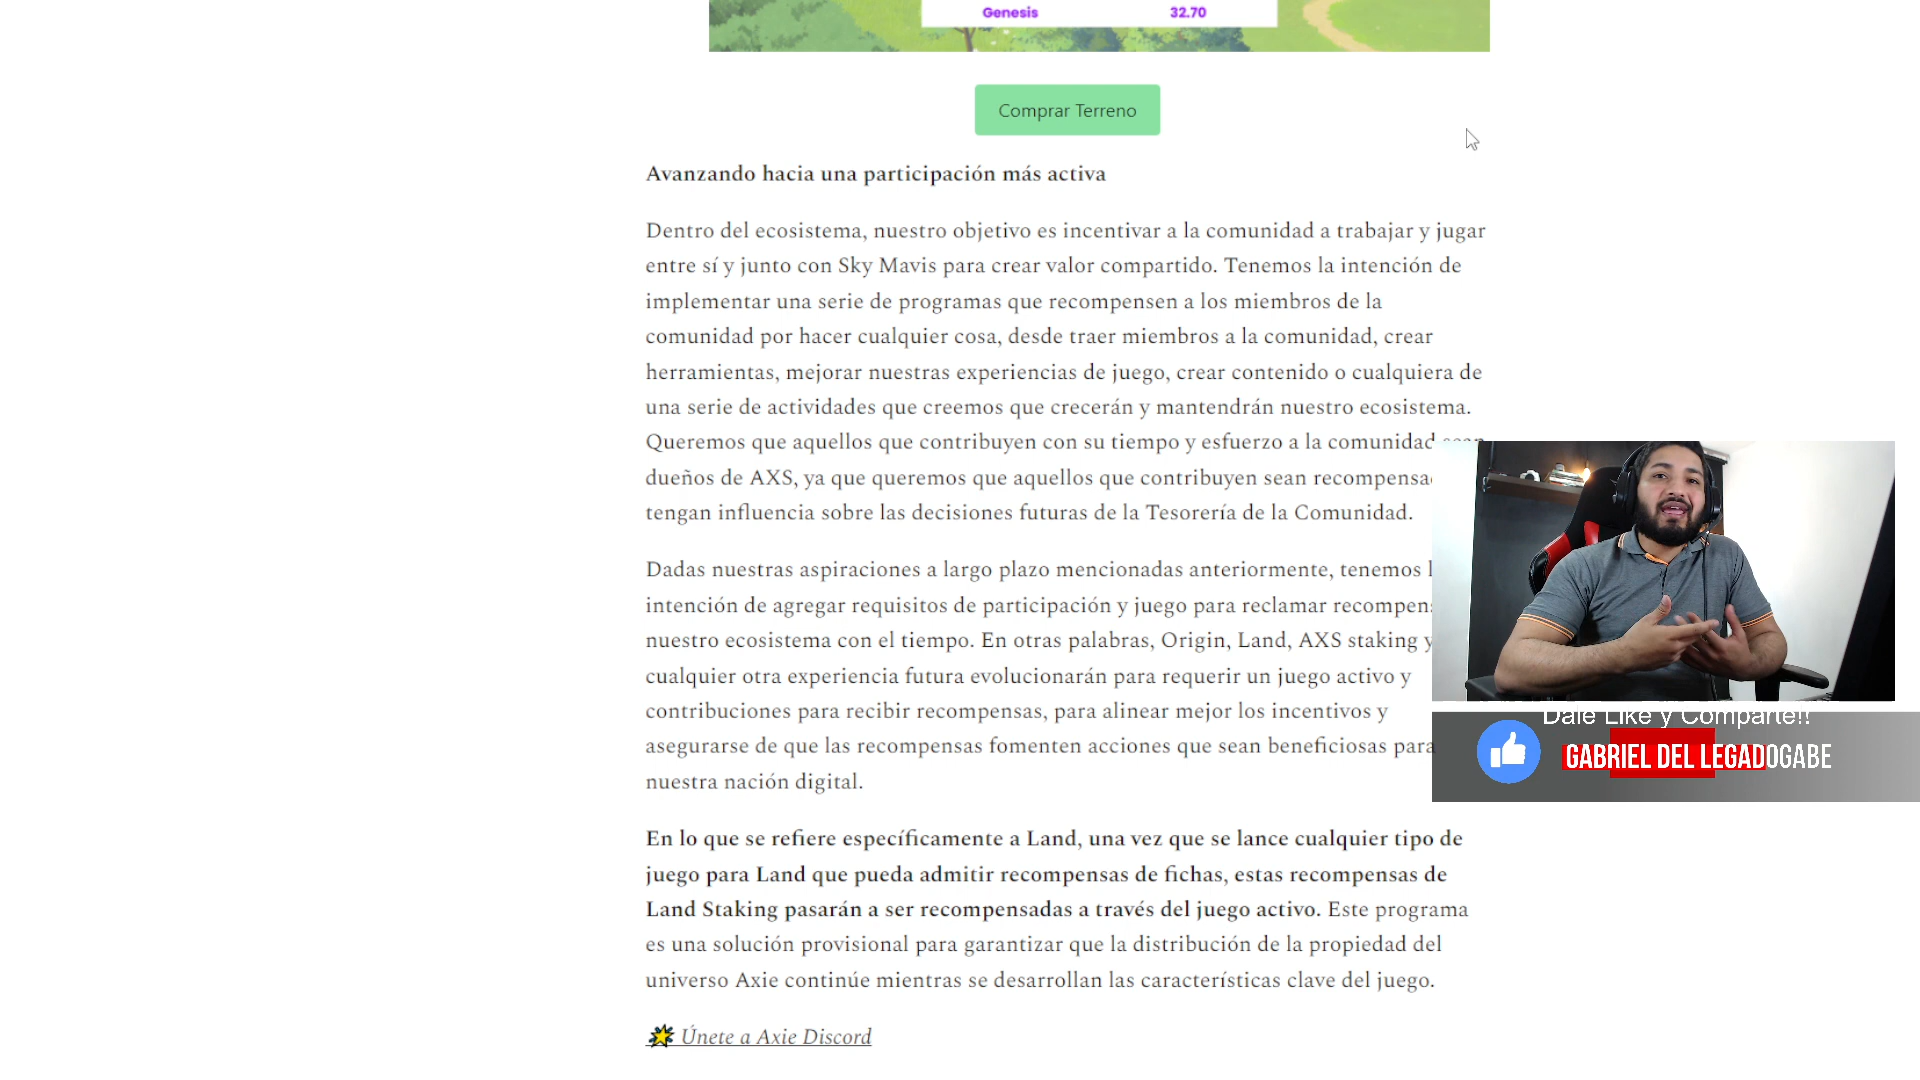 Genesis 32.70
Comprar Terreno
Avanzando hacia una participación más activa
Dentro del ecosistema, nuestro objetivo es incentivar a la comunidad a trabajar y jugar
entre sí y junto con Sky Mavis para crear valor compartido. Tenemos la intención de
implementar una serie de programas que recompensen a los miembros de la
comunidad por hacer cualquier cosa, desde traer miembros a la comunidad, crear
herramientas, mejorar nuestras experiencias de juego, crear contenido o cualquiera de
una serie de actividades que creemos que crecerán y mantendrán nuestro ecosistema.
Queremos que aquellos que contribuyen con su tiempo y esfuerzo a la comunidad
dueños de AXS, ya que queremos que aquellos que contribuyen sean
tengan influencia sobre las decisiones futuras de la Tesorería de la Comunidad.
Dadas nuestras aspiraciones a largo plazo mencionadas anteriormente, tenemos
intención de agregar requisitos de participación y juego para reclamar
nuestro ecosistema con el tiempo. En otras palabras, Origin, Land, AXS staking y
cualquier otra experiencia futura evolucionarán para requerir un juego activo y
contribuciones para recibir recompensas, para alinear mejor los incentivos y
asegurarse de que las recompensas fomenten acciones que sean beneficiosas para
nuestra nación digital.
En lo que se refiere específicamente a Land, una vez que se lance cualquier tipo de
juego para Land que pueda admitir recompensas de fichas, estas recompensas de
Land Staking pasarán a ser recompensadas a través del juego activo. Este programa
es una solución provisional para garantizar que la distribución de la propiedad del
universo Axie continúe mientras se desarrollan las características clave del juego.
Únete a Axie Discord
Dale Like y Comparte!!
GABRIEL DEL LEGADOGABE